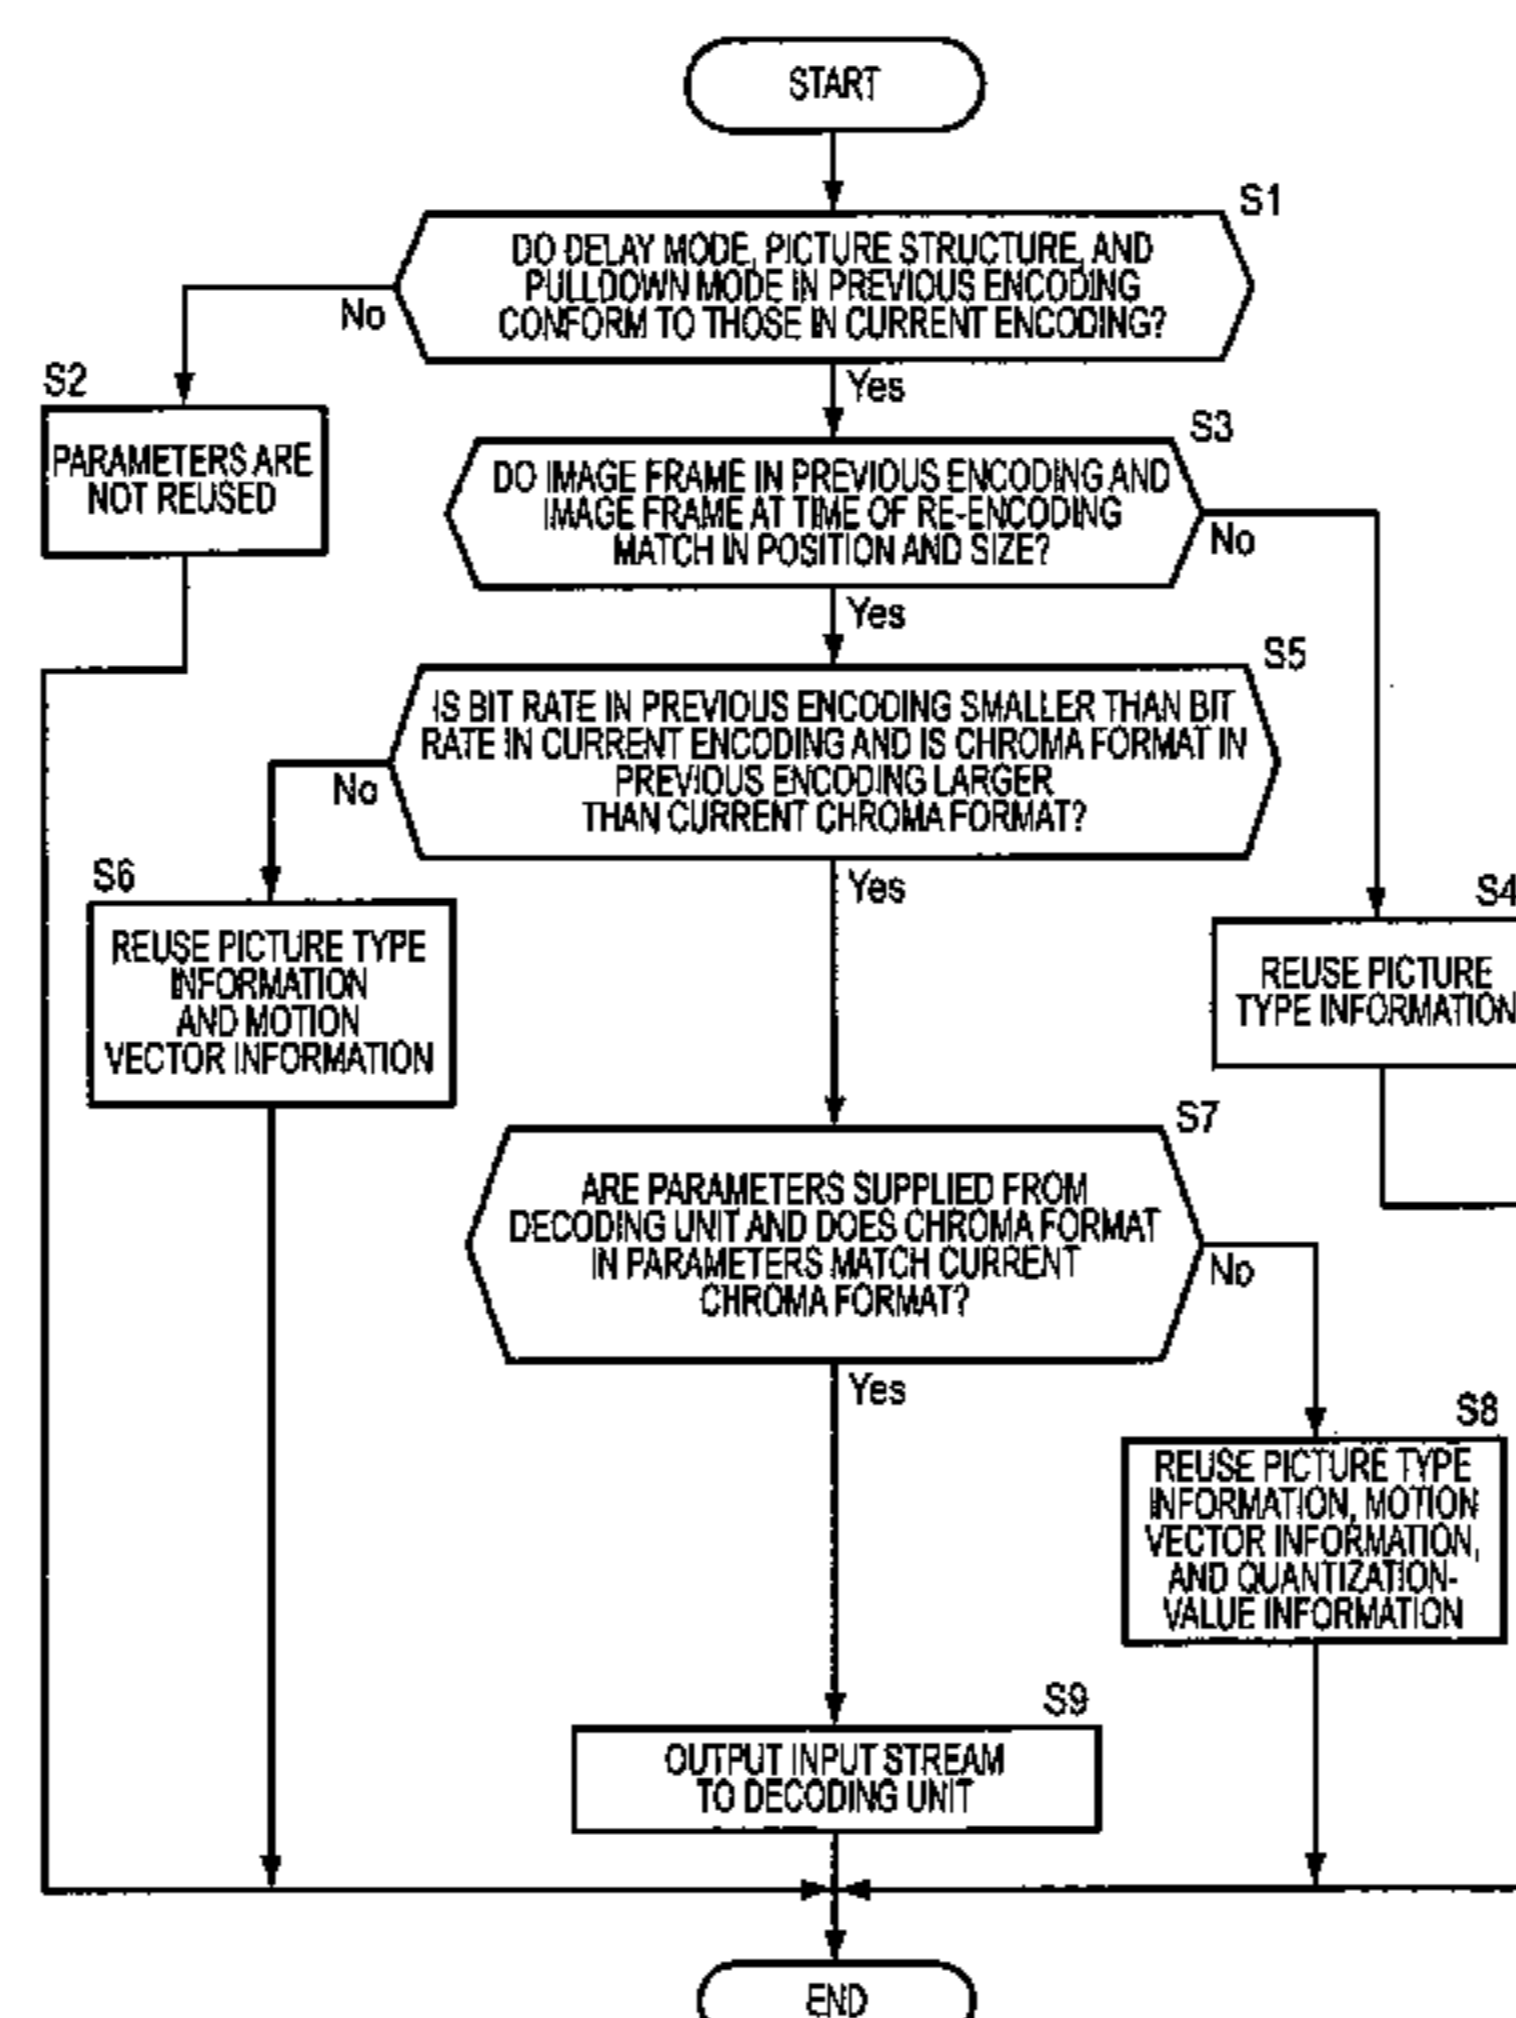 START
S1
DO DELAY MODE, PICTURE STRUCTURE, AND
PULLDOWN MODE IN PREVIOUS ENCODING
CONFORM TO THOSE IN CURRENT ENCODING?
No
Yes
S2
PARAMETERS ARE
NOT REUSED
S3
DO IMAGE FRAME IN PREVIOUS ENCODING AND
IMAGE FRAME AT TIME OF RE-ENCODING
MATCH IN POSITION AND SIZE?
No
Yes
S5
IS BIT RATE IN PREVIOUS ENCODING SMALLER THAN BIT
RATE IN CURRENT ENCODING AND IS CHROMA FORMAT IN
PREVIOUS ENCODING LARGER
THAN CURRENT CHROMA FORMAT?
No
Yes
S6
REUSE PICTURE TYPE
INFORMATION
AND MOTION
VECTOR INFORMATION
S4
REUSE PICTURE
TYPE INFORMATION
S7
ARE PARAMETERS SUPPLIED FROM
DECODING UNIT AND DOES CHROMA FORMAT
IN PARAMETERS MATCH CURRENT
CHROMA FORMAT?
No
Yes
S8
REUSE PICTURE TYPE
INFORMATION, MOTION
VECTOR INFORMATION,
AND QUANTIZATION-
VALUE INFORMATION
S9
OUTPUT INPUT STREAM
TO DECODING UNIT
END